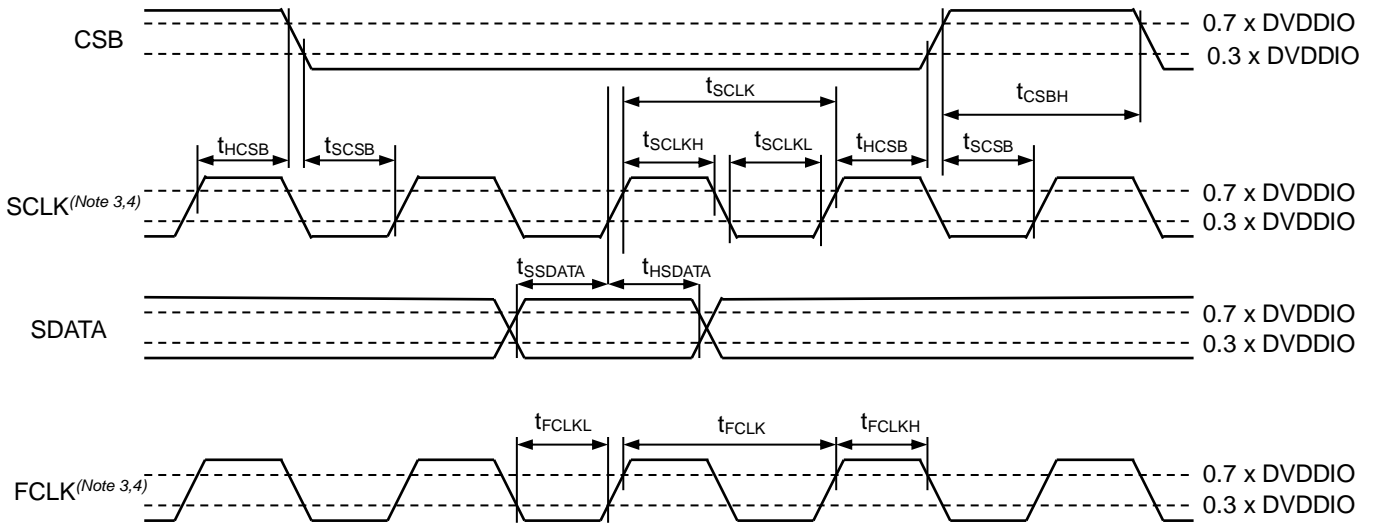 CSB
0.7 x DVDDIO
0.3 x DVDDIO
tSCLK
tCSBH
tHCSB
tSCSB
tSCLKH
tSCLKL
tHCSB
tSCSB
SCLK(Note 3,4)
0.7 x DVDDIO
0.3 x DVDDIO
tSSDATA
tHSDATA
SDATA
0.7 x DVDDIO
0.3 x DVDDIO
tFCLKL
tFCLK
tFCLKH
FCLK(Note 3,4)
0.7 x DVDDIO
0.3 x DVDDIO